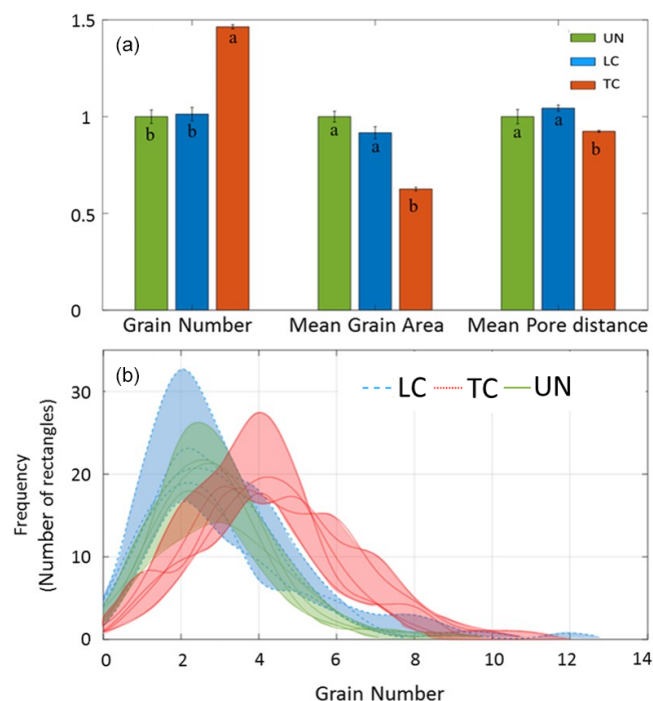 (a)
UN
LC
TC
1.5
1
0.5
0
b
b
a
a
a
b
a
a
b
Grain Number
Mean Grain Area
Mean Pore distance
(b)
LC
TC
UN
30
20
10
0
Frequency
(Number of rectangles)
0
2
4
6
8
10
12
14
Grain Number